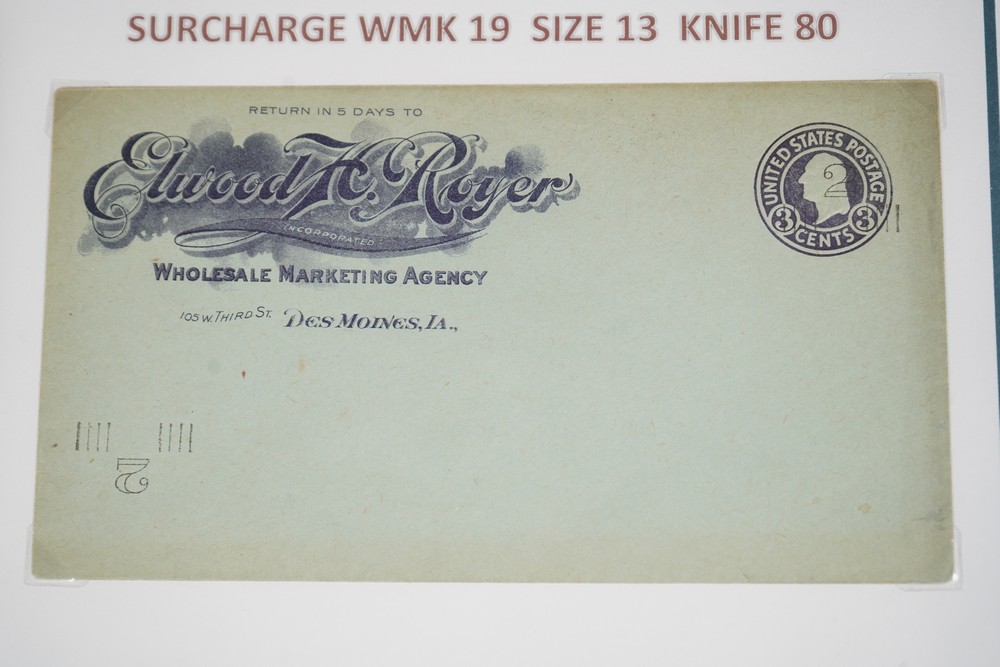 SURCHARGE WMK 19 SIZE 13 KNIFE 80
RETURN IN 5 DAYS TO
Elwood H. Royer
INCORPORATED
WHOLESALE MARKETING AGENCY
105 W. THIRD ST. DES MOINES, IA.,
UNITED STATES POSTAGE
2
3 CENTS 3
2